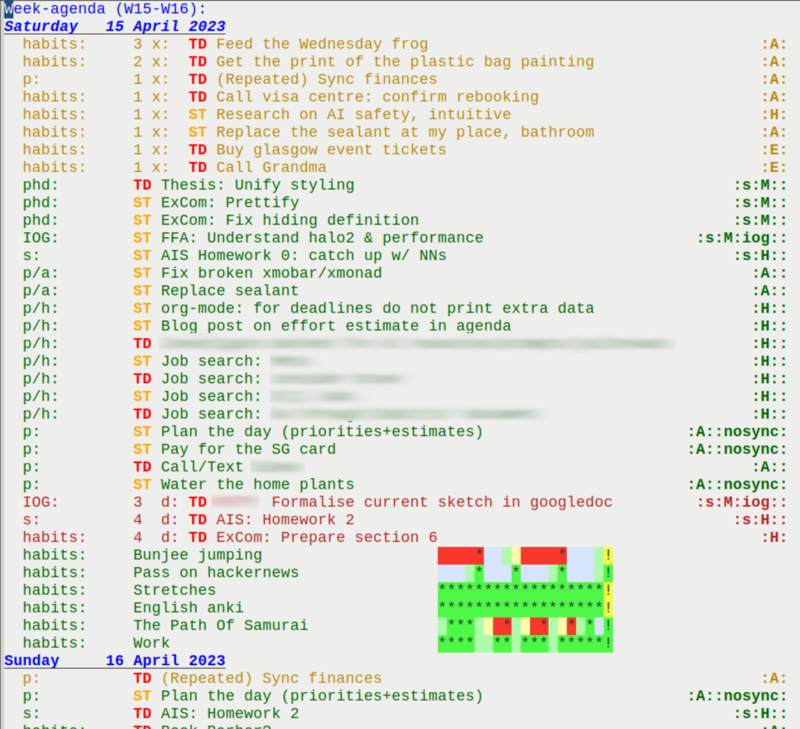 Week-agenda (W15-W16):
Saturday 15 April 2023
habits: 3 x: TD Feed the Wednesday frog :A:
habits: 2 x: TD Get the print of the plastic bag painting :A:
p: 1 x: TD (Repeated) Sync finances :A:
habits: 1 x: TD Call visa centre: confirm rebooking :A:
habits: 1 x: ST Research on AI safety, intuitive :H:
habits: 1 x: ST Replace the sealant at my place, bathroom :A:
habits: 1 x: TD Buy glasgow event tickets :E:
habits: 1 x: TD Call Grandma :E:
phd: TD Thesis: Unify styling :s:M::
phd: ST ExCom: Prettify :s:M::
phd: ST ExCom: Fix hiding definition :s:M::
IOG: ST FFA: Understand halo2 & performance :s:M:iog::
s: ST AIS Homework 0: catch up w/ NNs :s:H::
p/a: ST Fix broken xmobar/xmonad :A::
p/a: ST Replace sealant :A::
p/h: ST org-mode: for deadlines do not print extra data :H::
p/h: ST Blog post on effort estimate in agenda :H::
p/h: TD :H::
p/h: ST Job search: :H::
p/h: TD Job search: :H::
p/h: ST Job search: :H::
p/h: TD Job search: :H::
p: ST Plan the day (priorities+estimates) :A::nosync:
p: ST Pay for the SG card :A::nosync:
p: TD Call/Text :A::
p: ST Water the home plants :A::nosync:
IOG: 3 d: TD Formalise current sketch in googledoc :s:M:iog::
s: 4 d: TD AIS: Homework 2 :s:H::
habits: 4 d: TD ExCom: Prepare section 6 :H:
habits: Bunjee jumping * * !
habits: Pass on hackernews * * * !
habits: Stretches ****************** !
habits: English anki ****************** !
habits: The Path Of Samurai *** ** ** * * !
habits: Work **** ** *** ***** !
Sunday 16 April 2023
p: TD (Repeated) Sync finances :A:
p: ST Plan the day (priorities+estimates) :A::nosync:
s: TD AIS: Homework 2 :s:H::